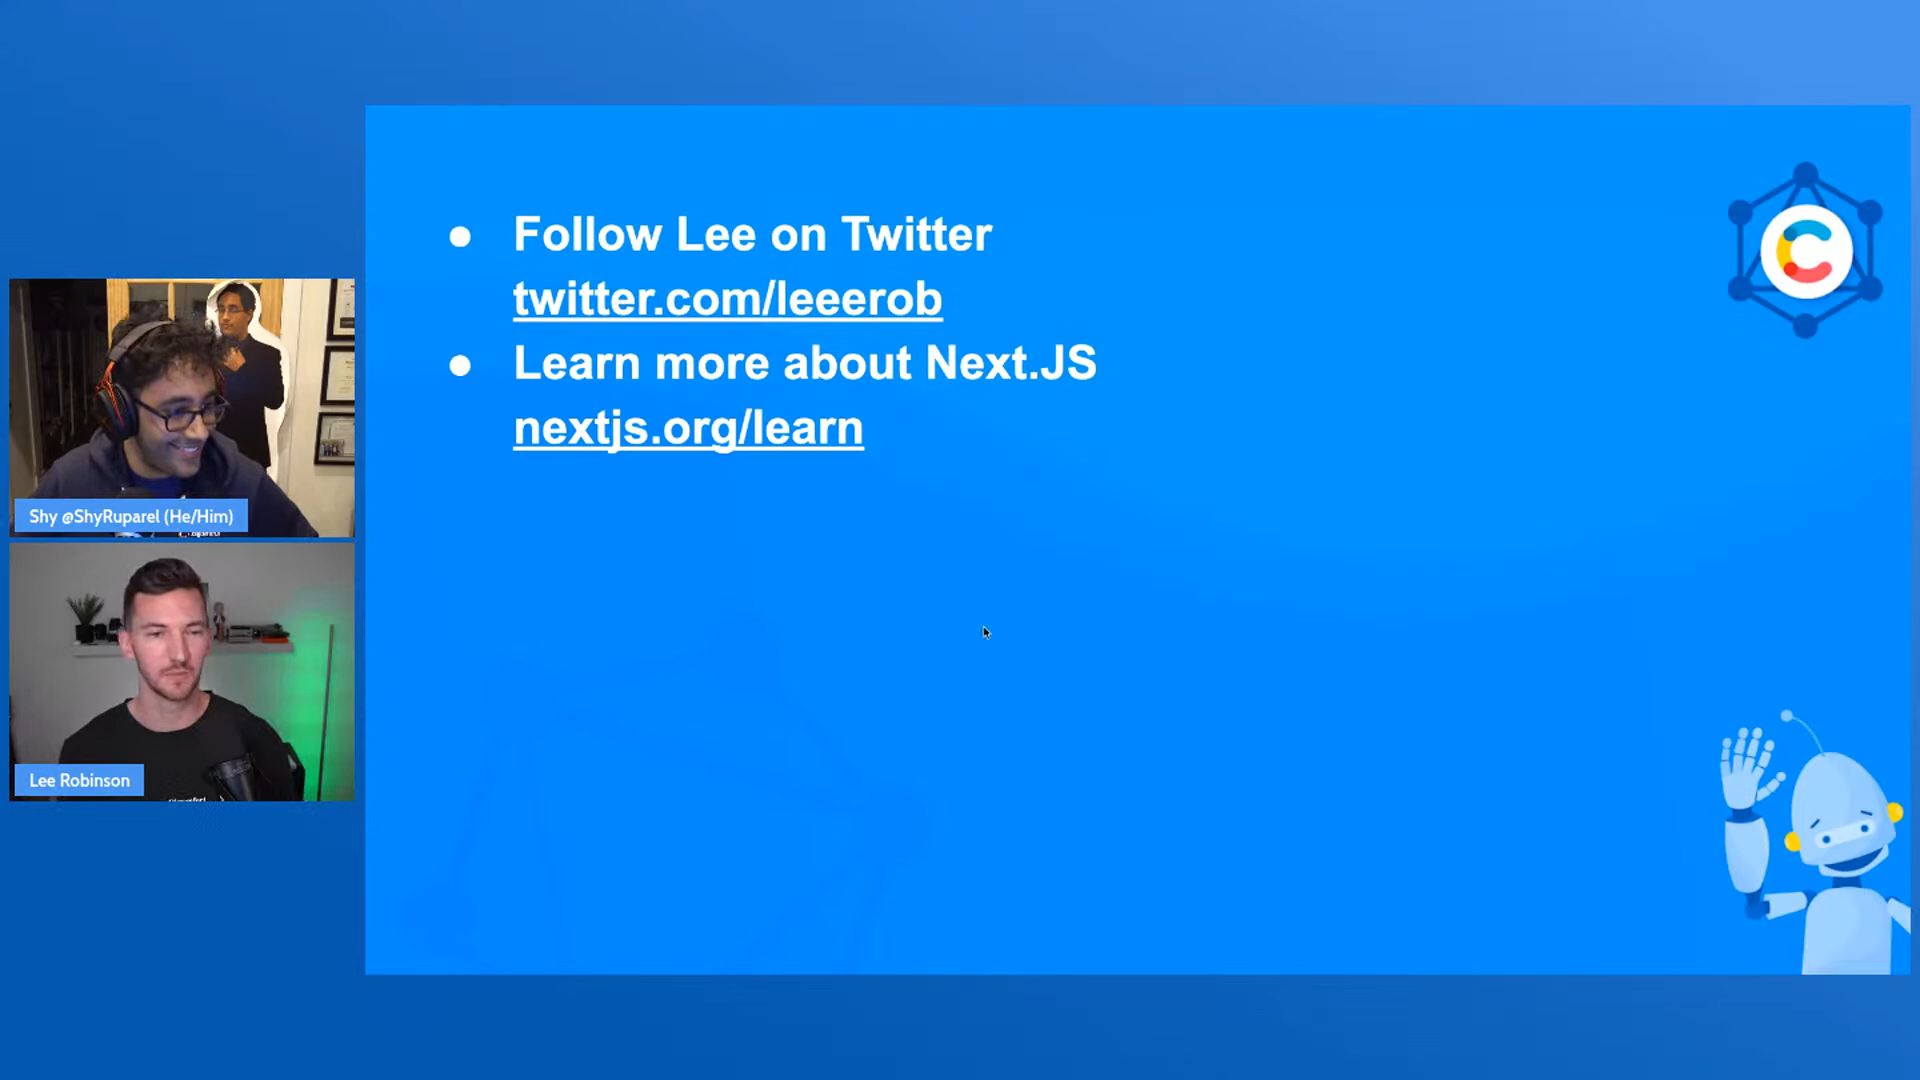 Follow Lee on Twitter
twitter.com/leeerob
Learn more about Next.JS
nextjs.org/learn
Shy @ShyRuparel (He/Him)
Lee Robinson